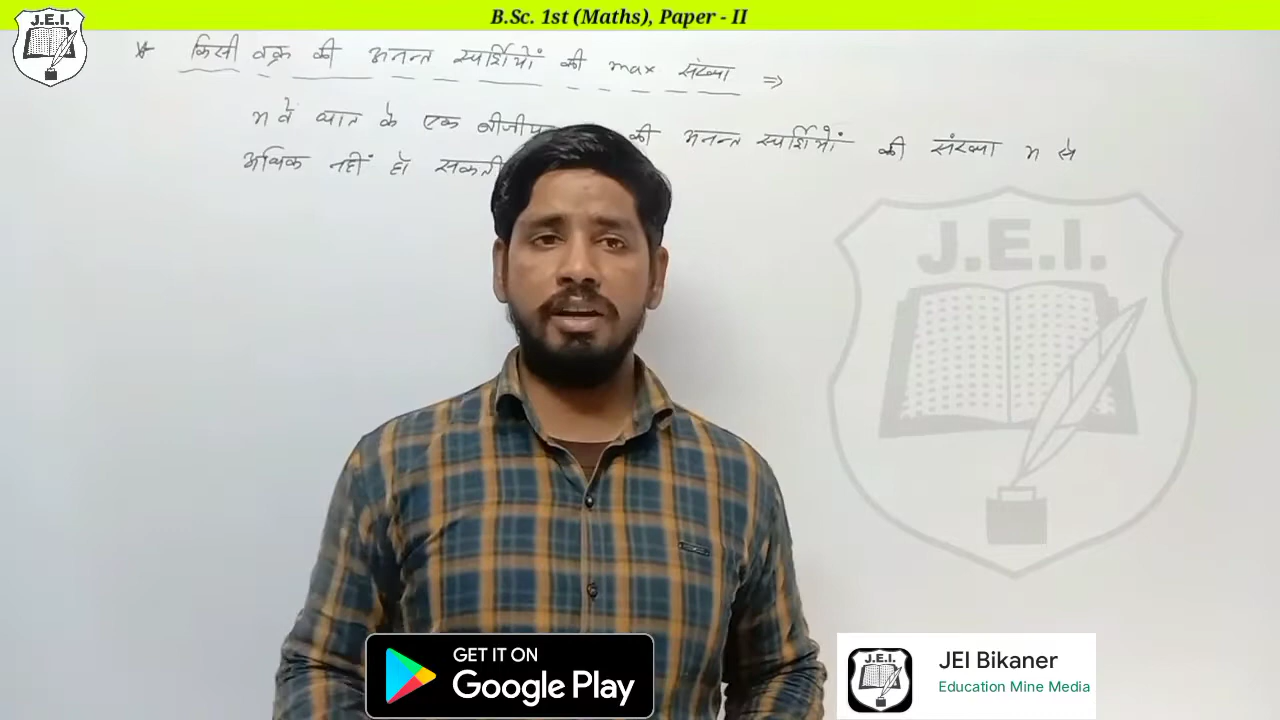 B.Sc. 1st (Maths), Paper - II
J.E.I.
* किसी वक्र की अनन्त स्पर्शियों की max संख्या ⇒
n वें घात के एक बीजीय की अनन्त स्पर्शियों की संख्या n से
अधिक नहीं हो सकती
J.E.I.
GET IT ON
Google Play
J.E.I.
JEI Bikaner
Education Mine Media